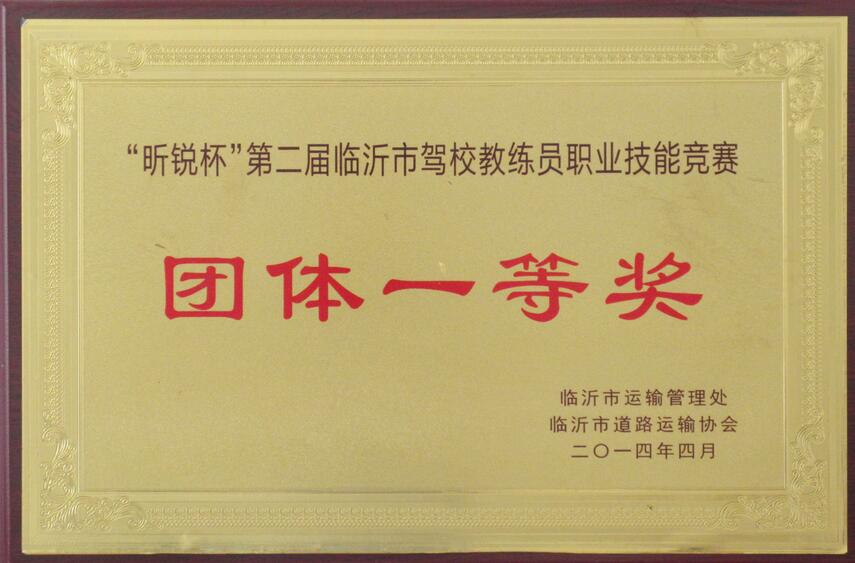 “昕锐杯”第二届临沂市驾校教练员职业技能竞赛
团体一等奖
临沂市运输管理处
临沂市道路运输协会
二〇一四年四月